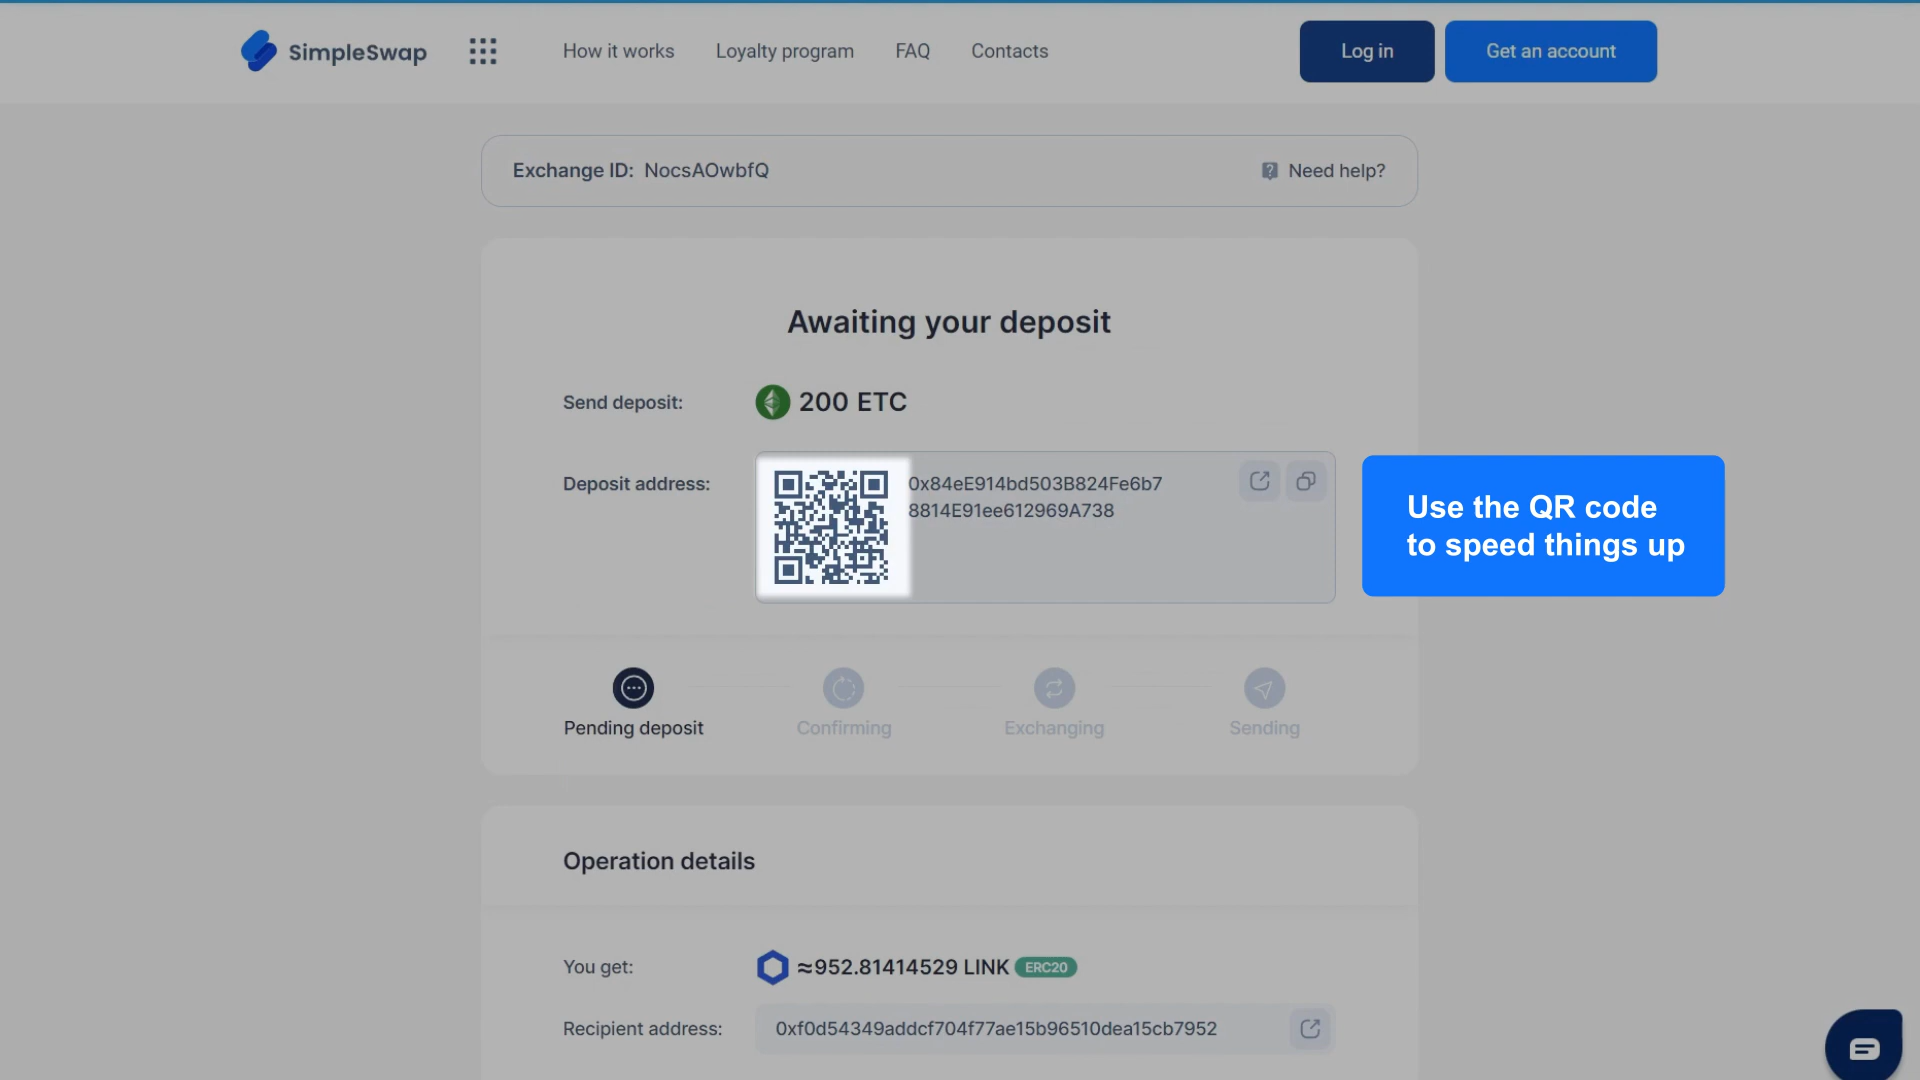 SimpleSwap
How it works
Loyalty program
FAQ
Contacts
Log in
Get an account
Exchange ID: NocsAOwbfQ
Need help?
Awaiting your deposit
Send deposit:
200 ETC
Deposit address:
0x84eE914bd503B824Fe6b7
8814E91ee612969A738
Use the QR code
to speed things up
Pending deposit
Confirming
Exchanging
Sending
Operation details
You get:
≈952.81414529 LINK ERC20
Recipient address:
0xf0d54349addcf704f77ae15b96510dea15cb7952